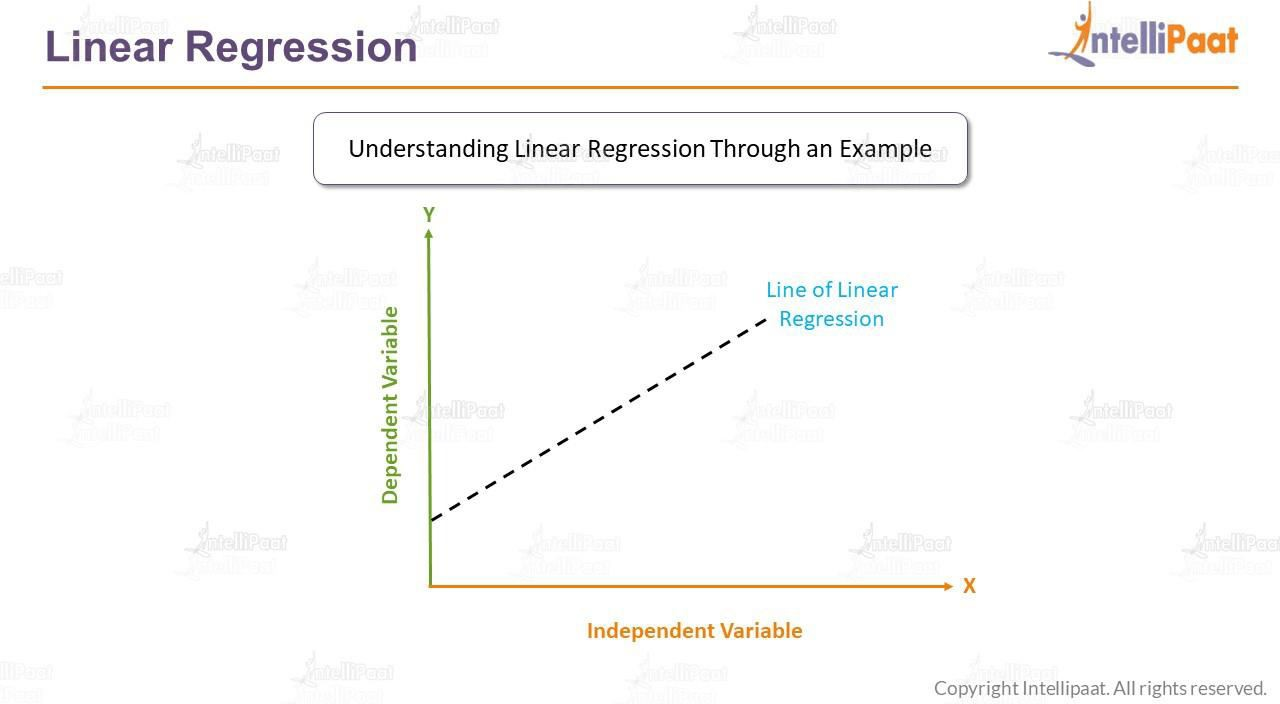 Linear Regression
IntelliPaat
Understanding Linear Regression Through an Example
Y
Line of Linear
Regression
Dependent Variable
X
Independent Variable
Copyright Intellipaat. All rights reserved.